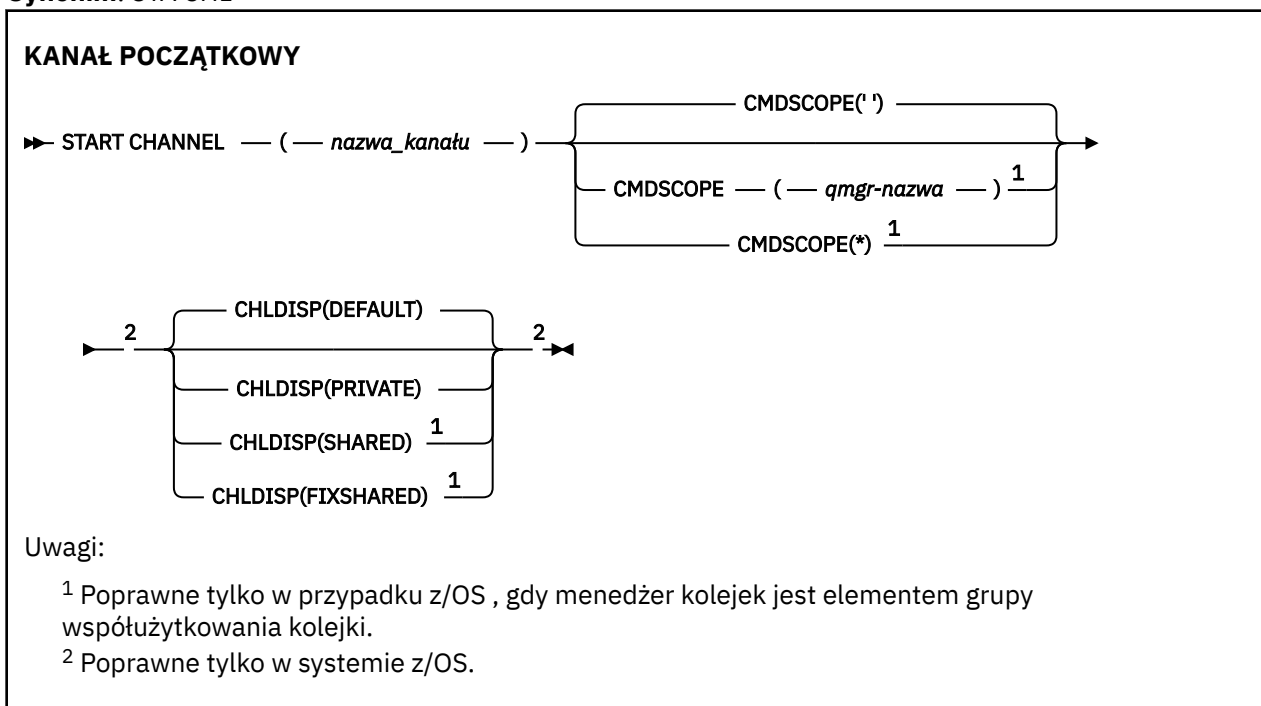 KANAŁ POCZĄTKOWY
CMDSCOPE(' ')
START CHANNEL ( nazwa_kanału )
CMDSCOPE ( qmgr-nazwa ) 1
CMDSCOPE(*) 1
CHLDISP(DEFAULT)
2 2
CHLDISP(PRIVATE)
CHLDISP(SHARED) 1
CHLDISP(FIXSHARED) 1
Uwagi:
1 Poprawne tylko w przypadku z/OS , gdy menedżer kolejek jest elementem grupy
współużytkowania kolejki.
2 Poprawne tylko w systemie z/OS.